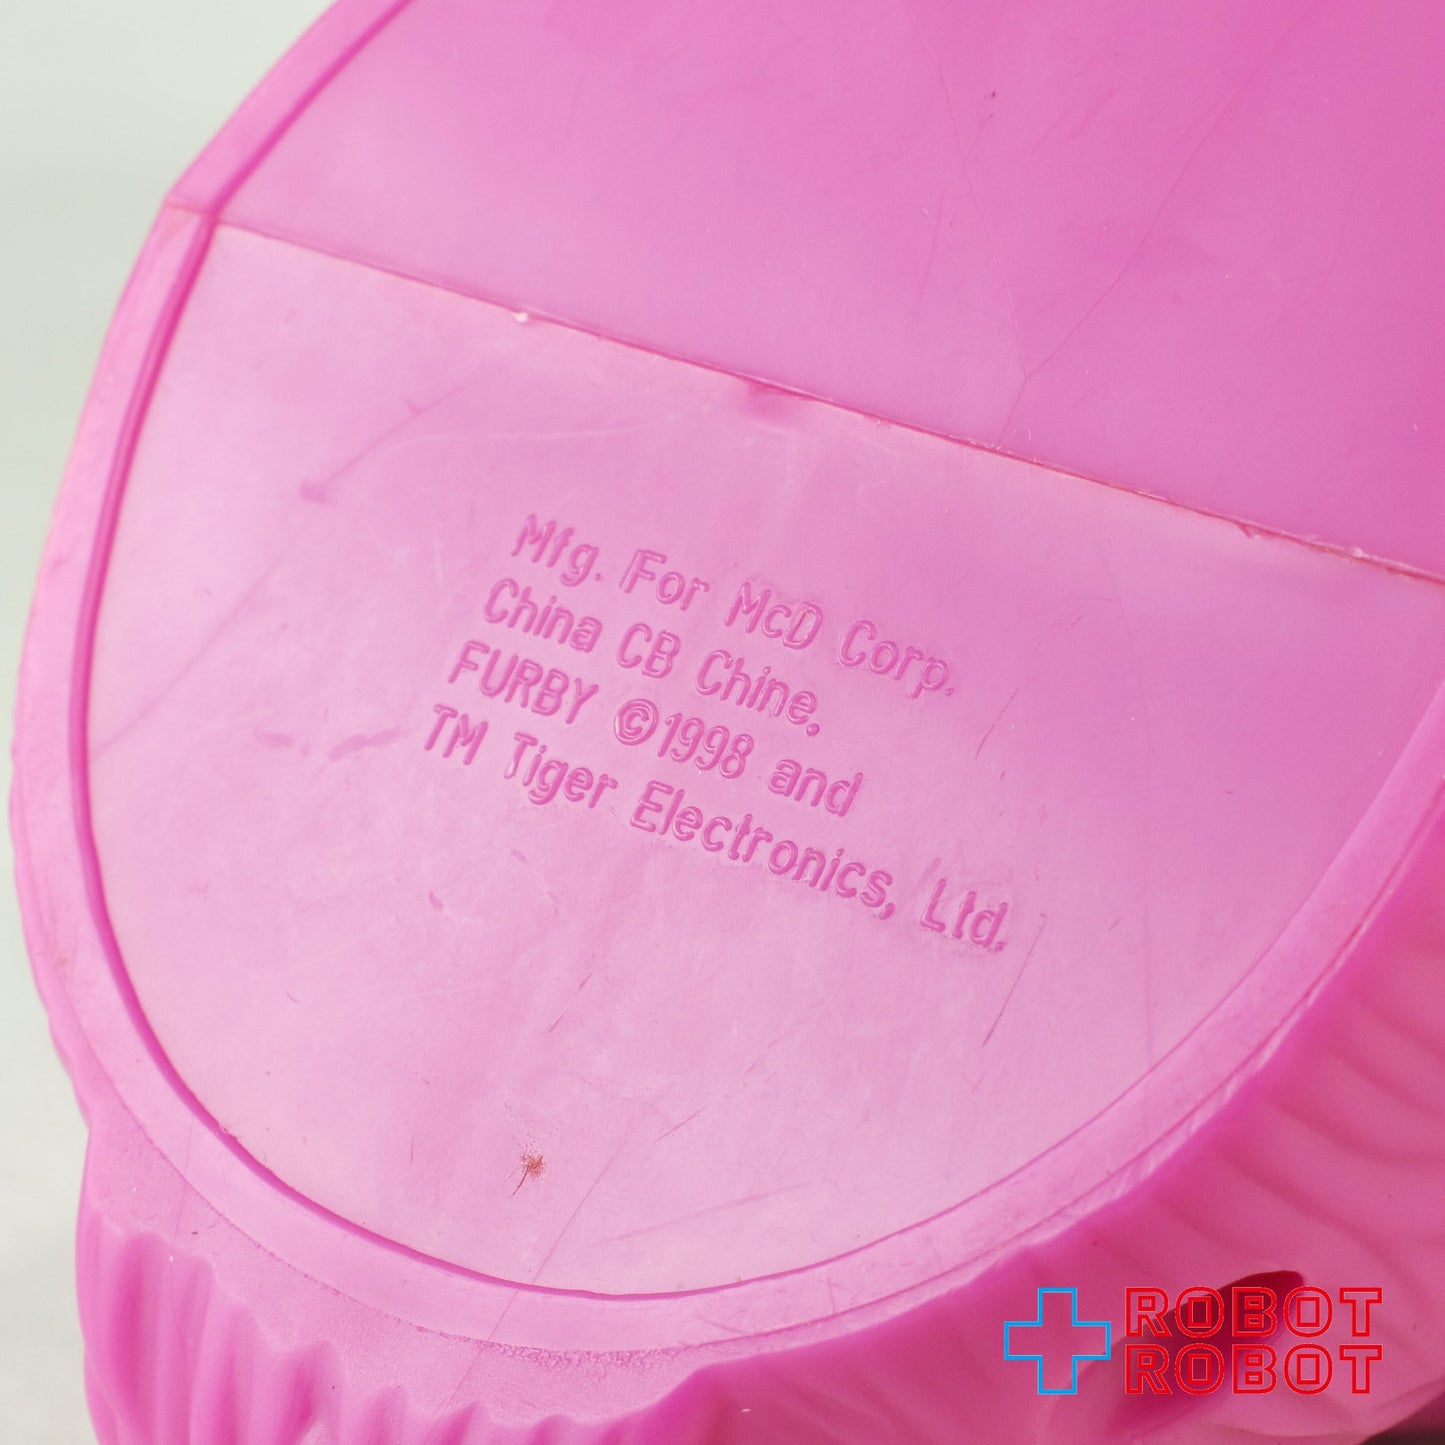 Mfg. For McD Corp.
China CB Chine,
FURBY ©1998 and
TM Tiger Electronics, Ltd.
ROBOT
ROBOT